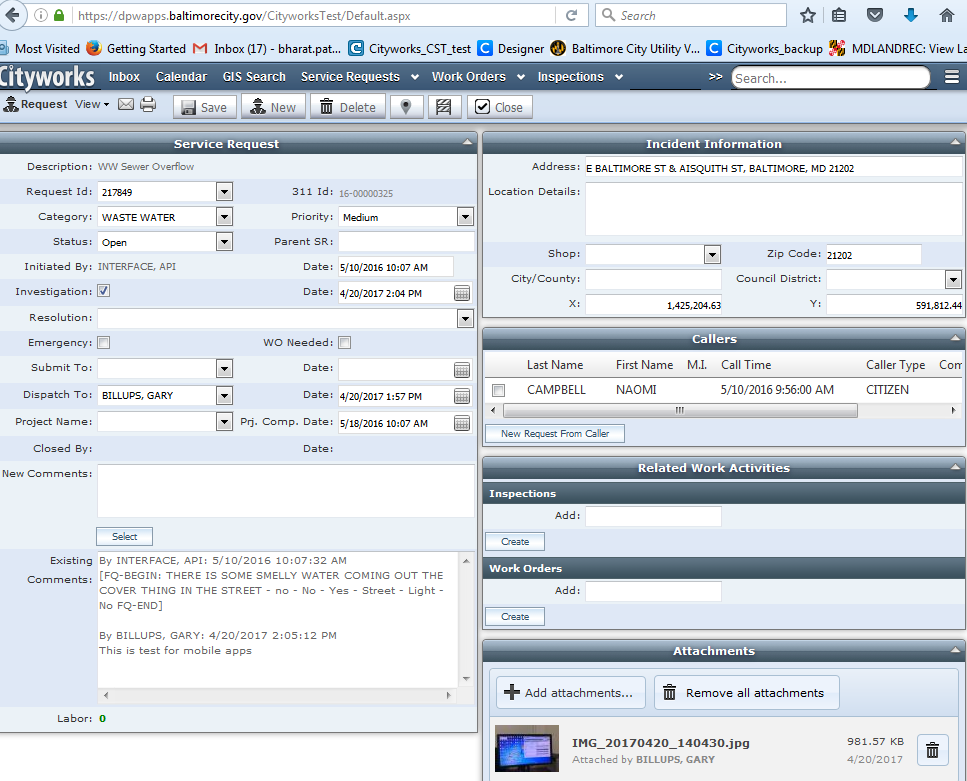 https://dpwapps.baltimorecity.gov/CityworksTest/Default.aspx Search
Most Visited Getting Started Inbox (17) - bharat.pat... Cityworks_CST_test Designer Baltimore City Utility V... Cityworks_backup MDLANDREC: View La
Cityworks Inbox Calendar GIS Search Service Requests Work Orders Inspections >> Search...
Request View Save New Delete Close
Service Request
Description: WW Sewer Overflow
Request Id: 217849 311 Id: 16-00000325
Category: WASTE WATER Priority: Medium
Status: Open Parent SR:
Initiated By: INTERFACE, API Date: 5/10/2016 10:07 AM
Investigation: Date: 4/20/2017 2:04 PM
Resolution:
Emergency: WO Needed:
Submit To: Date:
Dispatch To: BILLUPS, GARY Date: 4/20/2017 1:57 PM
Project Name: Prj. Comp. Date: 5/18/2016 10:07 AM
Closed By: Date:
New Comments:
Select
Existing Comments:
By INTERFACE, API: 5/10/2016 10:07:32 AM
[FQ-BEGIN: THERE IS SOME SMELLY WATER COMING OUT THE
COVER THING IN THE STREET - no - No - Yes - Street - Light -
No FQ-END]
By BILLUPS, GARY: 4/20/2017 2:05:12 PM
This is test for mobile apps
Labor: 0
Incident Information
Address: E BALTIMORE ST & AISQUITH ST, BALTIMORE, MD 21202
Location Details:
Shop: Zip Code: 21202
City/County: Council District:
X: 1,425,204.63 Y: 591,812.44
Callers
Last Name First Name M.I. Call Time Caller Type Com
CAMPBELL NAOMI 5/10/2016 9:56:00 AM CITIZEN
New Request From Caller
Related Work Activities
Inspections
Add:
Create
Work Orders
Add:
Create
Attachments
Add attachments... Remove all attachments
IMG_20170420_140430.jpg 981.57 KB
Attached by BILLUPS, GARY 4/20/2017